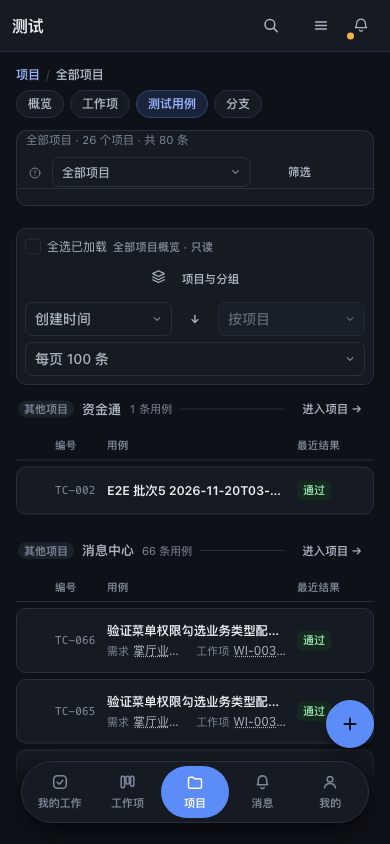 测试
项目 / 全部项目
概览 工作项 测试用例 分支
全部项目 · 26 个项目 · 共 80 条
全部项目 筛选
全选已加载 全部项目概览 · 只读
项目与分组
创建时间 ↓ 按项目
每页 100 条
其他项目 资金通 1 条用例 进入项目 →
编号 用例 最近结果
TC-002 E2E 批次5 2026-11-20T03-... 通过
其他项目 消息中心 66 条用例 进入项目 →
编号 用例 最近结果
TC-066 验证菜单权限勾选业务类型配... 通过
需求 掌厅业... 工作项 WI-003...
TC-065 验证菜单权限勾选业务类型配... 通过
需求 掌厅业... 工作项 WI-003...
+
我的工作 工作项 项目 消息 我的